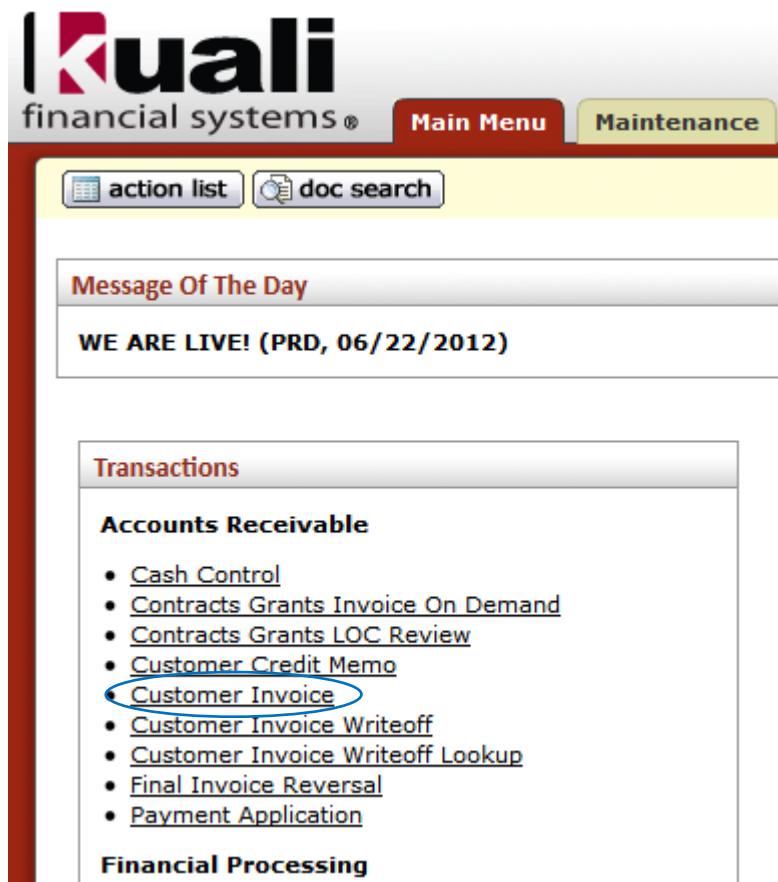 kuali
financial systems®
Main Menu
Maintenance
action list
doc search
Message Of The Day
WE ARE LIVE! (PRD, 06/22/2012)
Transactions
Accounts Receivable
• Cash Control
• Contracts Grants Invoice On Demand
• Contracts Grants LOC Review
• Customer Credit Memo
• Customer Invoice
• Customer Invoice Writeoff
• Customer Invoice Writeoff Lookup
• Final Invoice Reversal
• Payment Application
Financial Processing